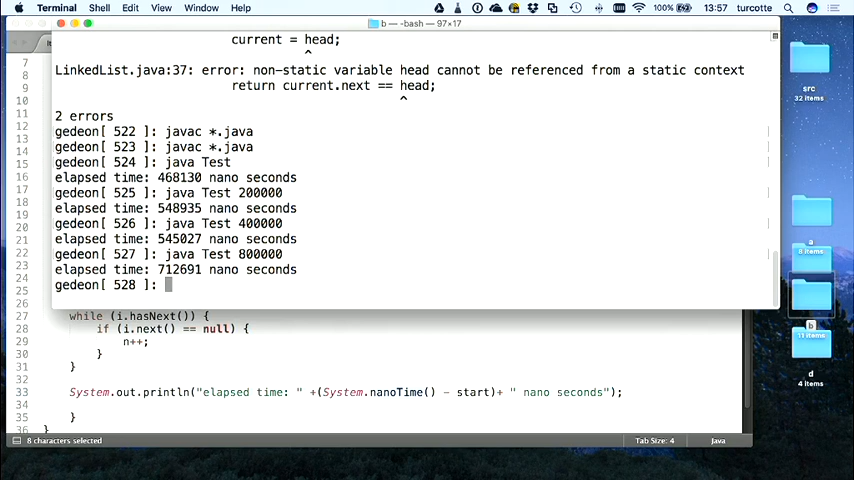 Terminal Shell Edit View Window Help 100% 13:57 turcotte
b — -bash — 97×17
current = head;
^
LinkedList.java:37: error: non-static variable head cannot be referenced from a static context
return current.next == head;
^
2 errors
gedeon[ 522 ]: javac *.java
gedeon[ 523 ]: javac *.java
gedeon[ 524 ]: java Test
elapsed time: 468130 nano seconds
gedeon[ 525 ]: java Test 200000
elapsed time: 548935 nano seconds
gedeon[ 526 ]: java Test 400000
elapsed time: 545027 nano seconds
gedeon[ 527 ]: java Test 800000
elapsed time: 712691 nano seconds
gedeon[ 528 ]:
7
8
9
10
11
12
13
14
15
16
17
18
19
20
21
22
23
24
25
26
27 while (i.hasNext()) {
28 if (i.next() == null) {
29 n++;
30 }
31 }
32
33 System.out.println("elapsed time: " +(System.nanoTime() - start)+ " nano seconds");
34
35 }
36 }
8 characters selected Tab Size: 4 Java
src
32 items
a
b
11 items
d
4 items